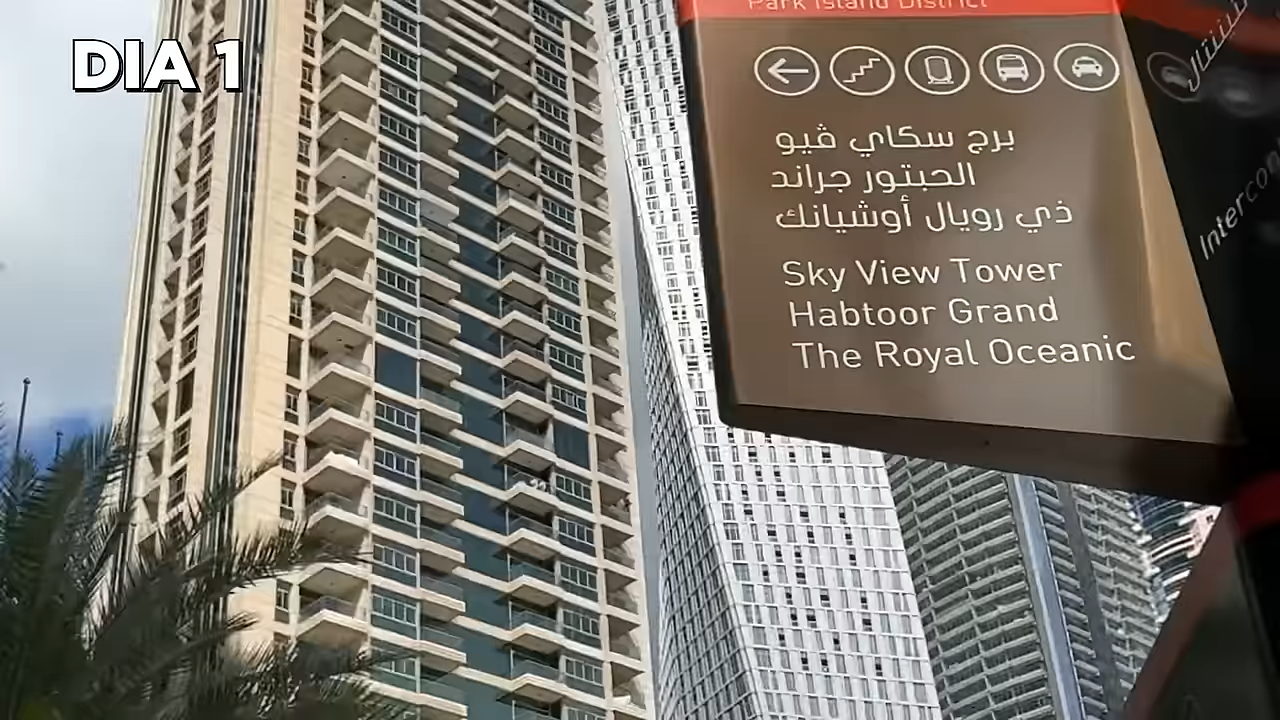 DIA 1
Park Island District
برج سكاي ڤيو
الحبتور جراند
ذي رويال أوشيانك
Sky View Tower
Habtoor Grand
The Royal Oceanic